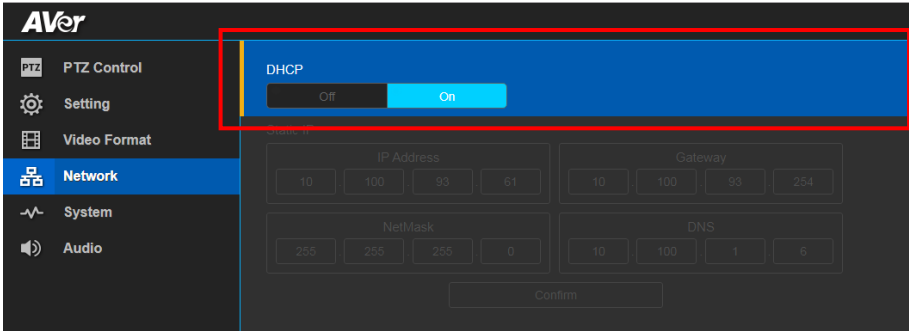 AVer
PTZ PTZ Control
Setting
Video Format
Network
System
Audio
DHCP
Off On
Static IP
IP Address Gateway
10 . 100 . 93 . 61 10 . 100 . 93 . 254
NetMask DNS
255 . 255 . 255 . 0 10 . 100 . 1 . 6
Confirm